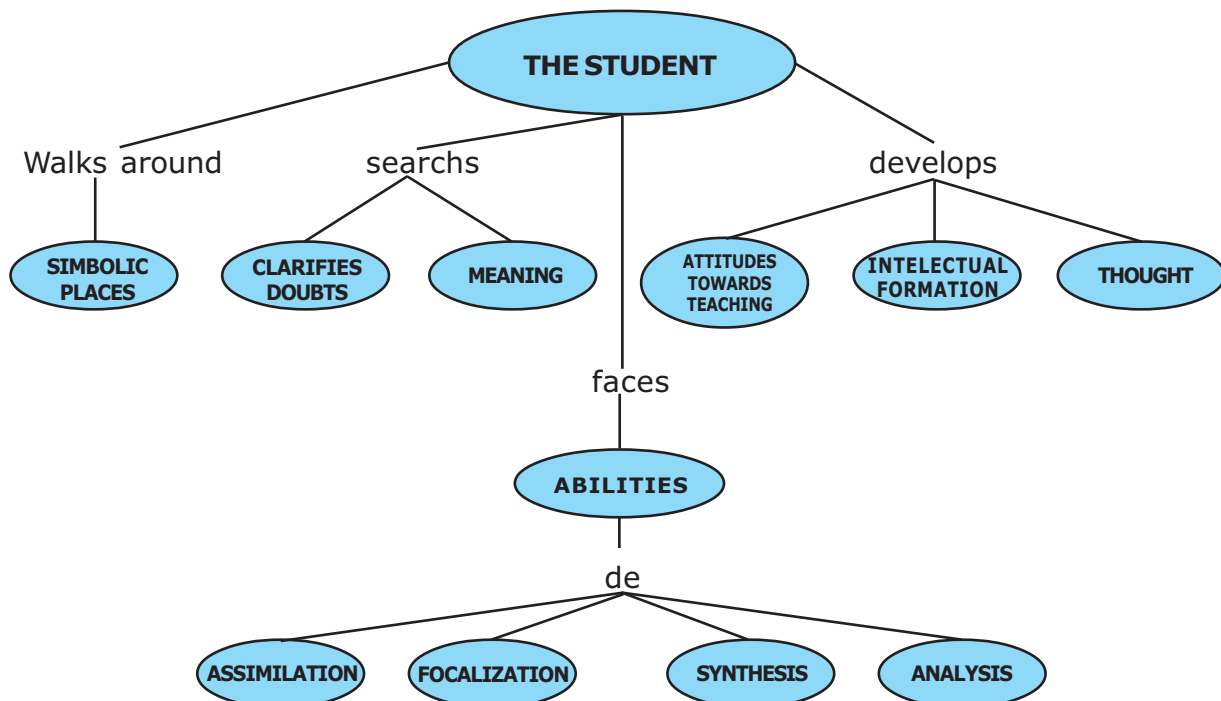 THE STUDENT
Walks around
searchs
develops
SIMBOLIC
PLACES
CLARIFIES
DOUBTS
MEANING
ATTITUDES
TOWARDS
TEACHING
INTELECTUAL
FORMATION
THOUGHT
faces
ABILITIES
de
ASSIMILATION
FOCALIZATION
SYNTHESIS
ANALYSIS